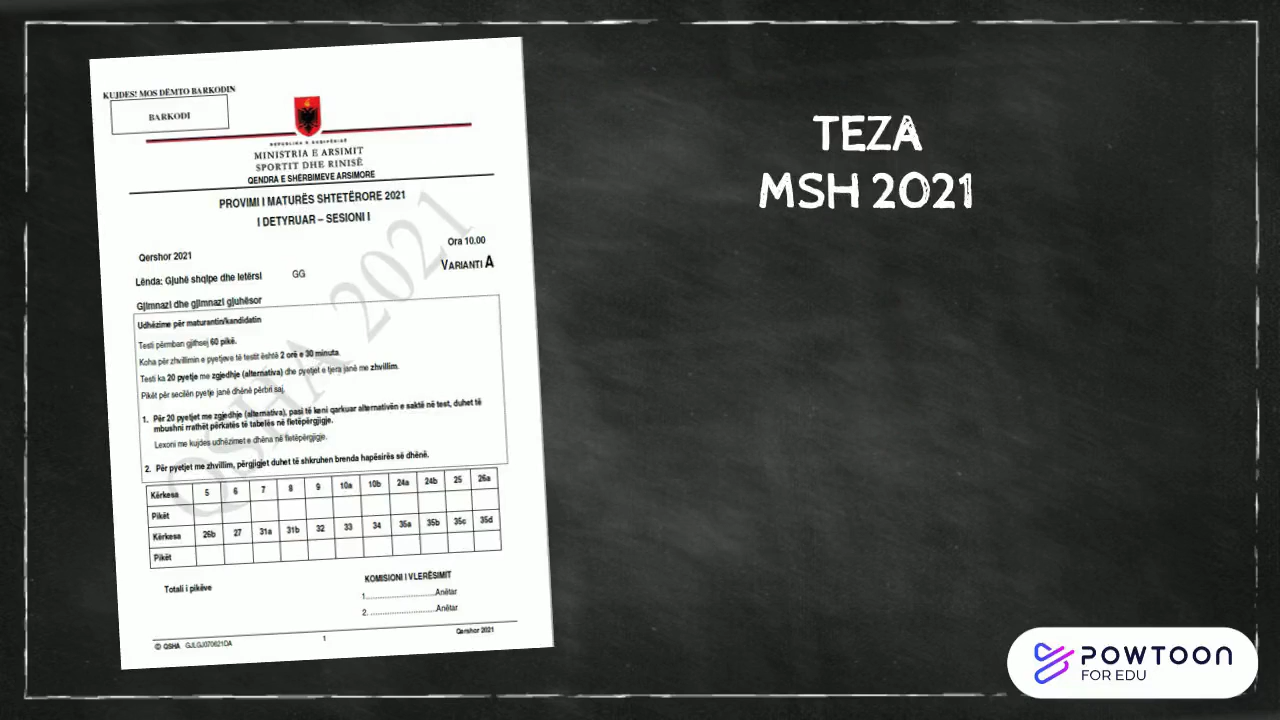 KUJDES! MOS DËMTO BARKODIN
BARKODI
REPUBLIKA E SHQIPËRISË
MINISTRIA E ARSIMIT
SPORTIT DHE RINISË
QENDRA E SHËRBIMEVE ARSIMORE
PROVIMI I MATURËS SHTETËRORE 2021
I DETYRUAR – SESIONI I
Qershor 2021
Ora 10.00
Lënda: Gjuhë shqipe dhe letërsi GG
VARIANTI A
Gjimnazi dhe gjimnazi gjuhësor
Udhëzime për maturantin/kandidatin
Testi përmban gjithsej 60 pikë.
Koha për zhvillimin e pyetjeve të testit është 2 orë e 30 minuta.
Testi ka 20 pyetje me zgjedhje (alternativa) dhe pyetjet e tjera janë me zhvillim.
Pikët për secilën pyetje janë dhënë përbri saj.
1. Për 20 pyetjet me zgjedhje (alternativa), pasi të keni qarkuar alternativën e saktë në test, duhet të
mbushni rrathët përkatës të tabelës në fletëpërgjigje.
Lexoni me kujdes udhëzimet e dhëna në fletëpërgjigje.
2. Për pyetjet me zhvillim, përgjigjet duhet të shkruhen brenda hapësirës së dhënë.
Kërkesa 5 6 7 8 9 10a 10b 24a 24b 25 26a
Pikët
Kërkesa 26b 27 31a 31b 32 33 34 35a 35b 35c 35d
Pikët
Totali i pikëve
KOMISIONI I VLERËSIMIT
1..............................Anëtar
2. ............................Anëtar
© QSHA GJLGJ070621DA
1
Qershor 2021
QSHA 2021
TEZA
MSH 2021
POWTOON
FOR EDU